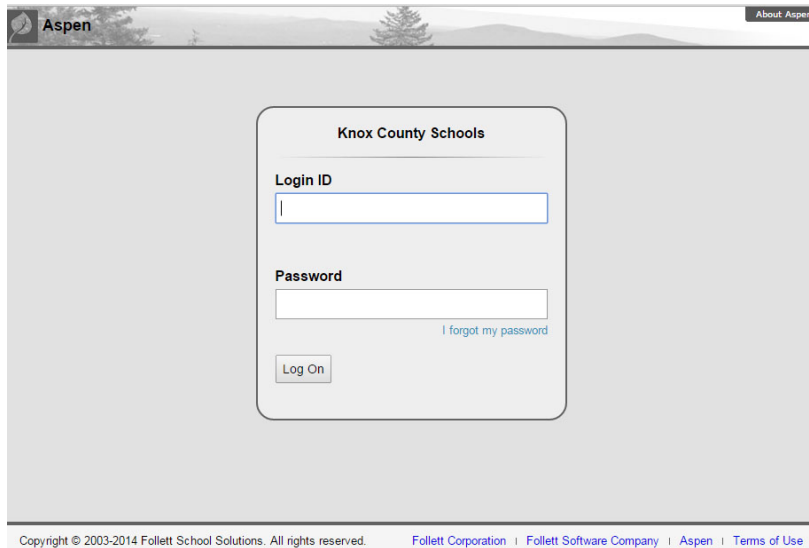 Aspen
About Aspen
Knox County Schools
Login ID
Password
I forgot my password
Log On
Copyright © 2003-2014 Follett School Solutions. All rights reserved. Follett Corporation | Follett Software Company | Aspen | Terms of Use